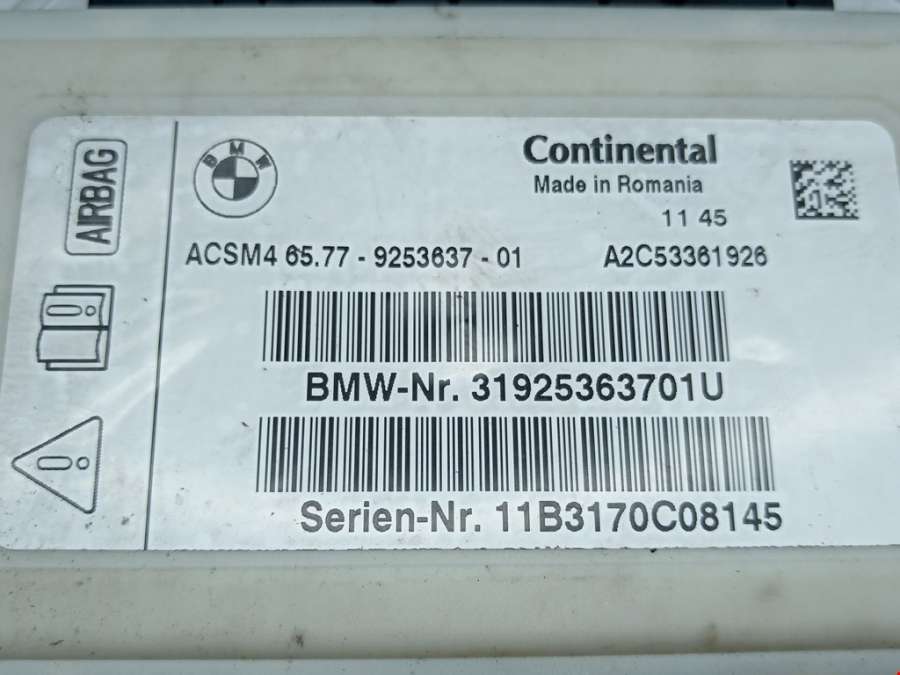 AIRBAG
BMW
Continental
Made in Romania
11 45
ACSM4 65.77 - 9253637 - 01
A2C53361926
BMW-Nr. 31925363701U
Serien-Nr. 11B3170C08145